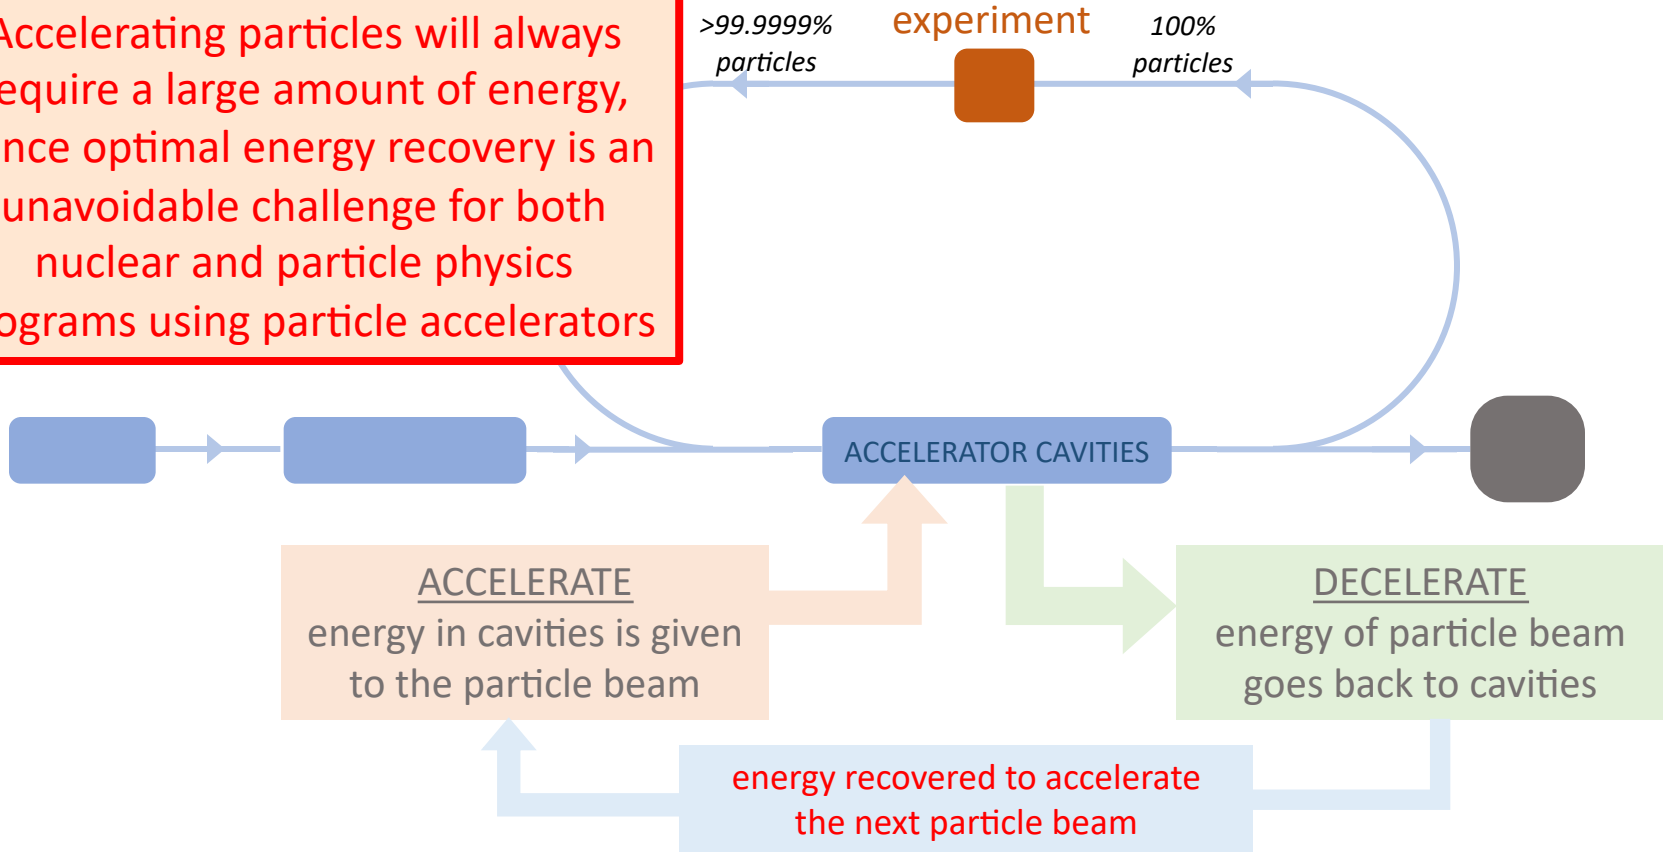 Accelerating particles will always
equire a large amount of energy,
nce optimal energy recovery is an
unavoidable challenge for both
nuclear and particle physics
ograms using particle accelerators
>99.9999%
particles
experiment
100%
particles
ACCELERATOR CAVITIES
ACCELERATE
energy in cavities is given
to the particle beam
DECELERATE
energy of particle beam
goes back to cavities
energy recovered to accelerate
the next particle beam